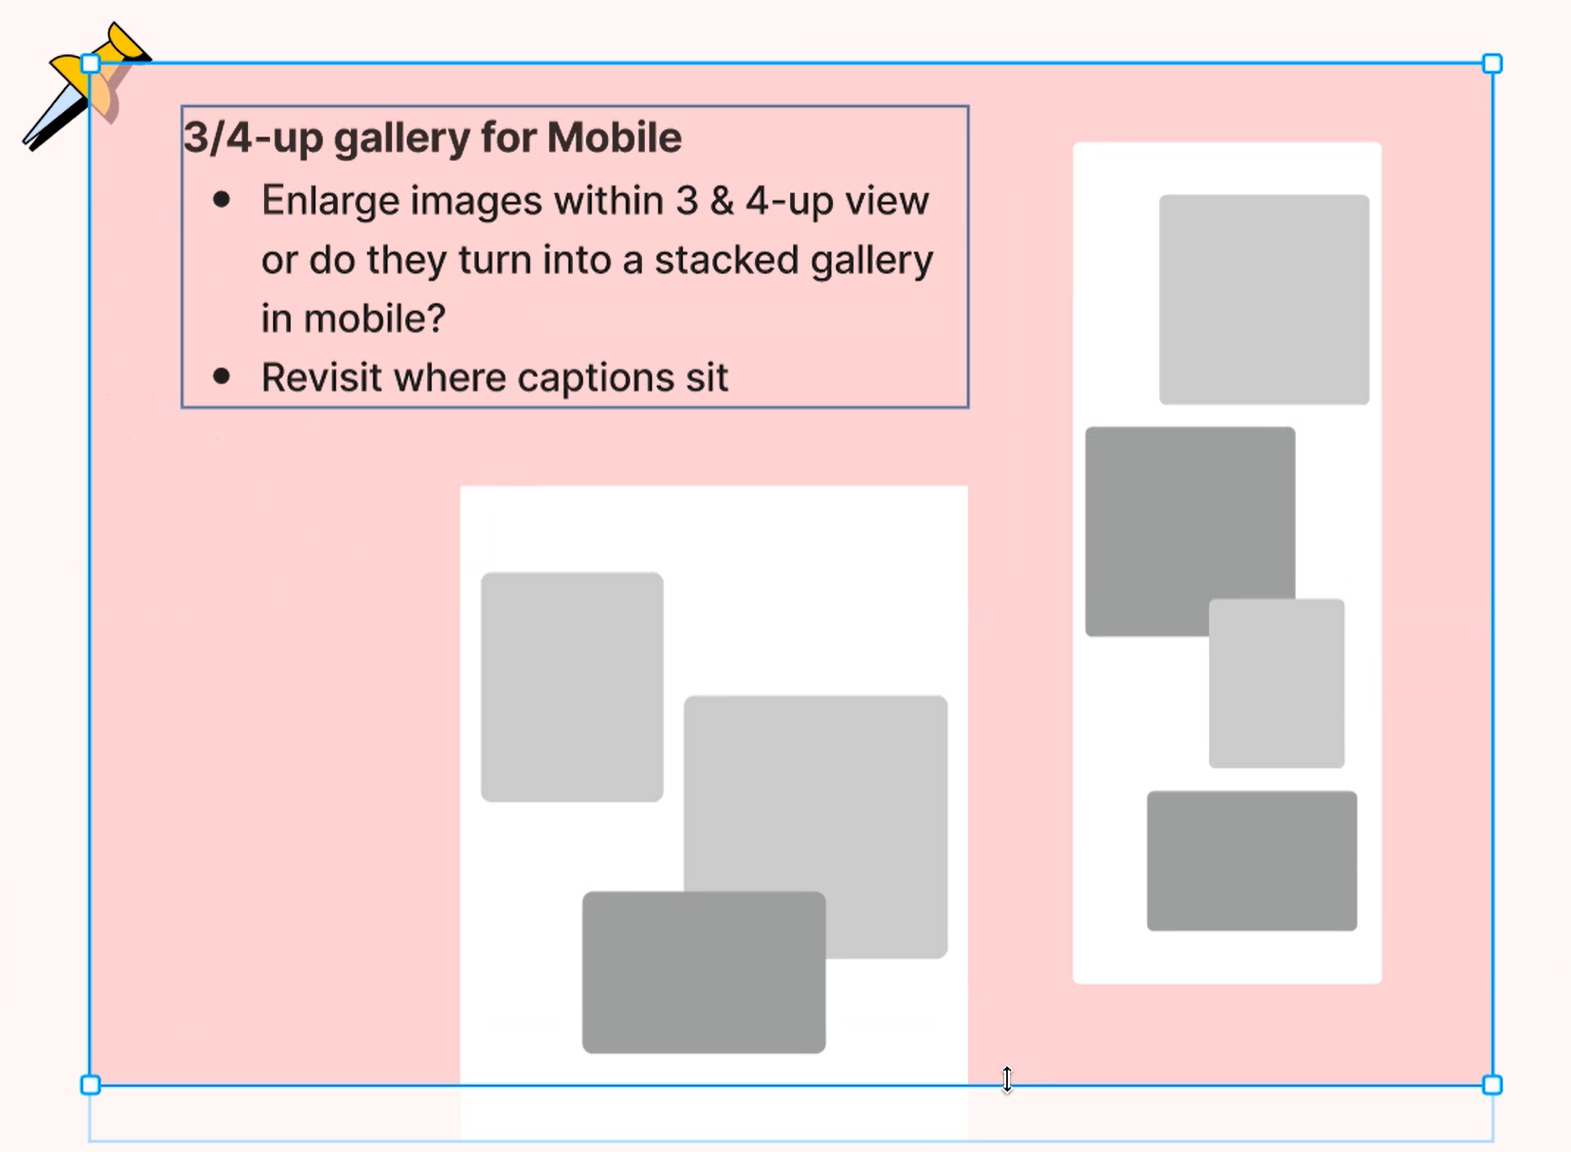 3/4-up gallery for Mobile
• Enlarge images within 3 & 4-up view
or do they turn into a stacked gallery
in mobile?
• Revisit where captions sit